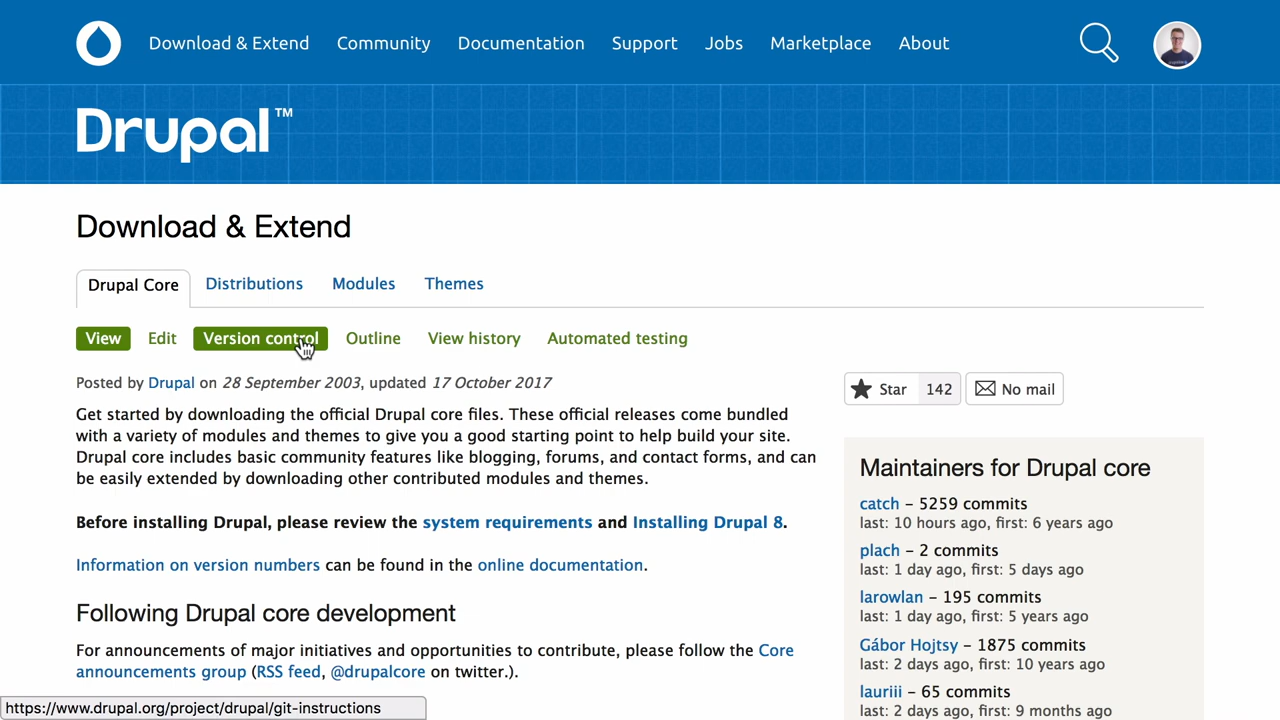 Download & Extend Community Documentation Support Jobs Marketplace About
Drupal™
Download & Extend
Drupal Core Distributions Modules Themes
View Edit Version control Outline View history Automated testing
Posted by Drupal on 28 September 2003, updated 17 October 2017
Star 142 No mail
Get started by downloading the official Drupal core files. These official releases come bundled
with a variety of modules and themes to give you a good starting point to help build your site.
Drupal core includes basic community features like blogging, forums, and contact forms, and can
be easily extended by downloading other contributed modules and themes.
Before installing Drupal, please review the system requirements and Installing Drupal 8.
Information on version numbers can be found in the online documentation.
Following Drupal core development
For announcements of major initiatives and opportunities to contribute, please follow the Core
announcements group (RSS feed, @drupalcore on twitter.).
Maintainers for Drupal core
catch – 5259 commits
last: 10 hours ago, first: 6 years ago
plach – 2 commits
last: 1 day ago, first: 5 days ago
larowlan – 195 commits
last: 1 day ago, first: 5 years ago
Gábor Hojtsy – 1875 commits
last: 2 days ago, first: 10 years ago
lauriii – 65 commits
last: 2 days ago, first: 9 months ago
https://www.drupal.org/project/drupal/git-instructions